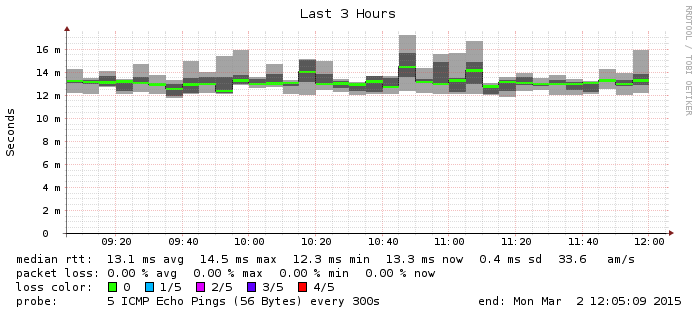 Last 3 Hours
RRDTOOL / TOBI OETIKER
Seconds
16 m
14 m
12 m
10 m
8 m
6 m
4 m
2 m
0
09:20 09:40 10:00 10:20 10:40 11:00 11:20 11:40 12:00
median rtt: 13.1 ms avg 14.5 ms max 12.3 ms min 13.3 ms now 0.4 ms sd 33.6 am/s
packet loss: 0.00 % avg 0.00 % max 0.00 % min 0.00 % now
loss color: 0 1/5 2/5 3/5 4/5
probe: 5 ICMP Echo Pings (56 Bytes) every 300s end: Mon Mar 2 12:05:09 2015